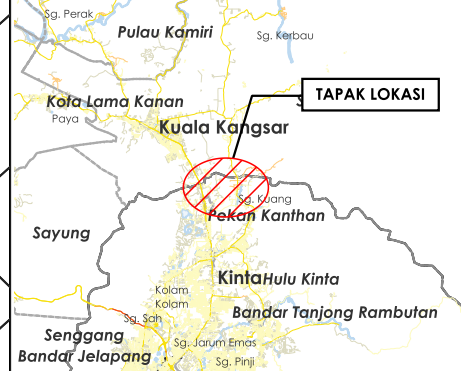 Sg. Perak
Pulau Kamiri
Sg. Kerbau
TAPAK LOKASI
Kota Lama Kanan
Paya
Kuala Kangsar
Sg. Kuang
Pekan Kanthan
Sayung
Kinta
Hulu Kinta
Kolam
Kolam
Bandar Tanjong Rambutan
Sg. Sah
Senggang
Sg. Jarum Emas
Bandar Jelapang
Sg. Pinji